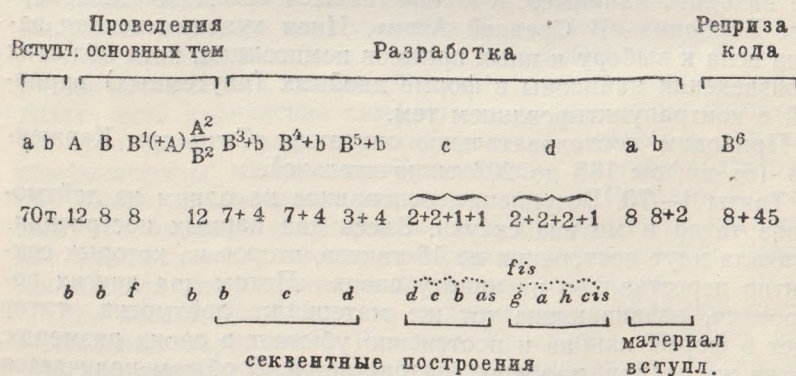 Проведения Реприза
Вступл. основных тем Разработка кода
a b A B B¹(+A) A²/B² B³+b B⁴+b B⁵+b c d a b B⁶
70т. 12 8 8 12 7+4 7+4 3+4 2+2+1+1 2+2+2+1 8 8+2 8+45
fis
b b f b b c d d c b as g a h cis
секвентные построения материал
вступл.